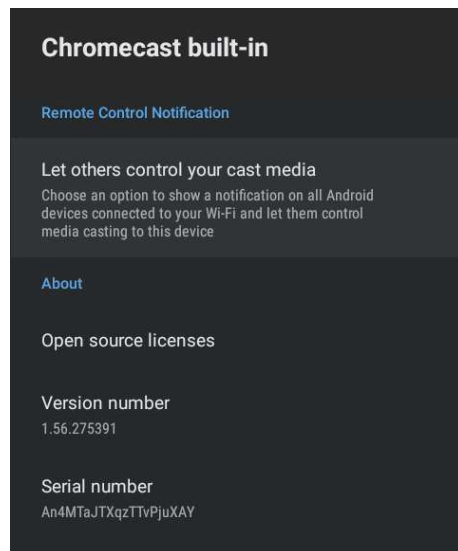 Chromecast built-in
Remote Control Notification
Let others control your cast media
Choose an option to show a notification on all Android
devices connected to your Wi-Fi and let them control
media casting to this device
About
Open source licenses
Version number
1.56.275391
Serial number
An4MTaJTXqzTTvPjuXAY